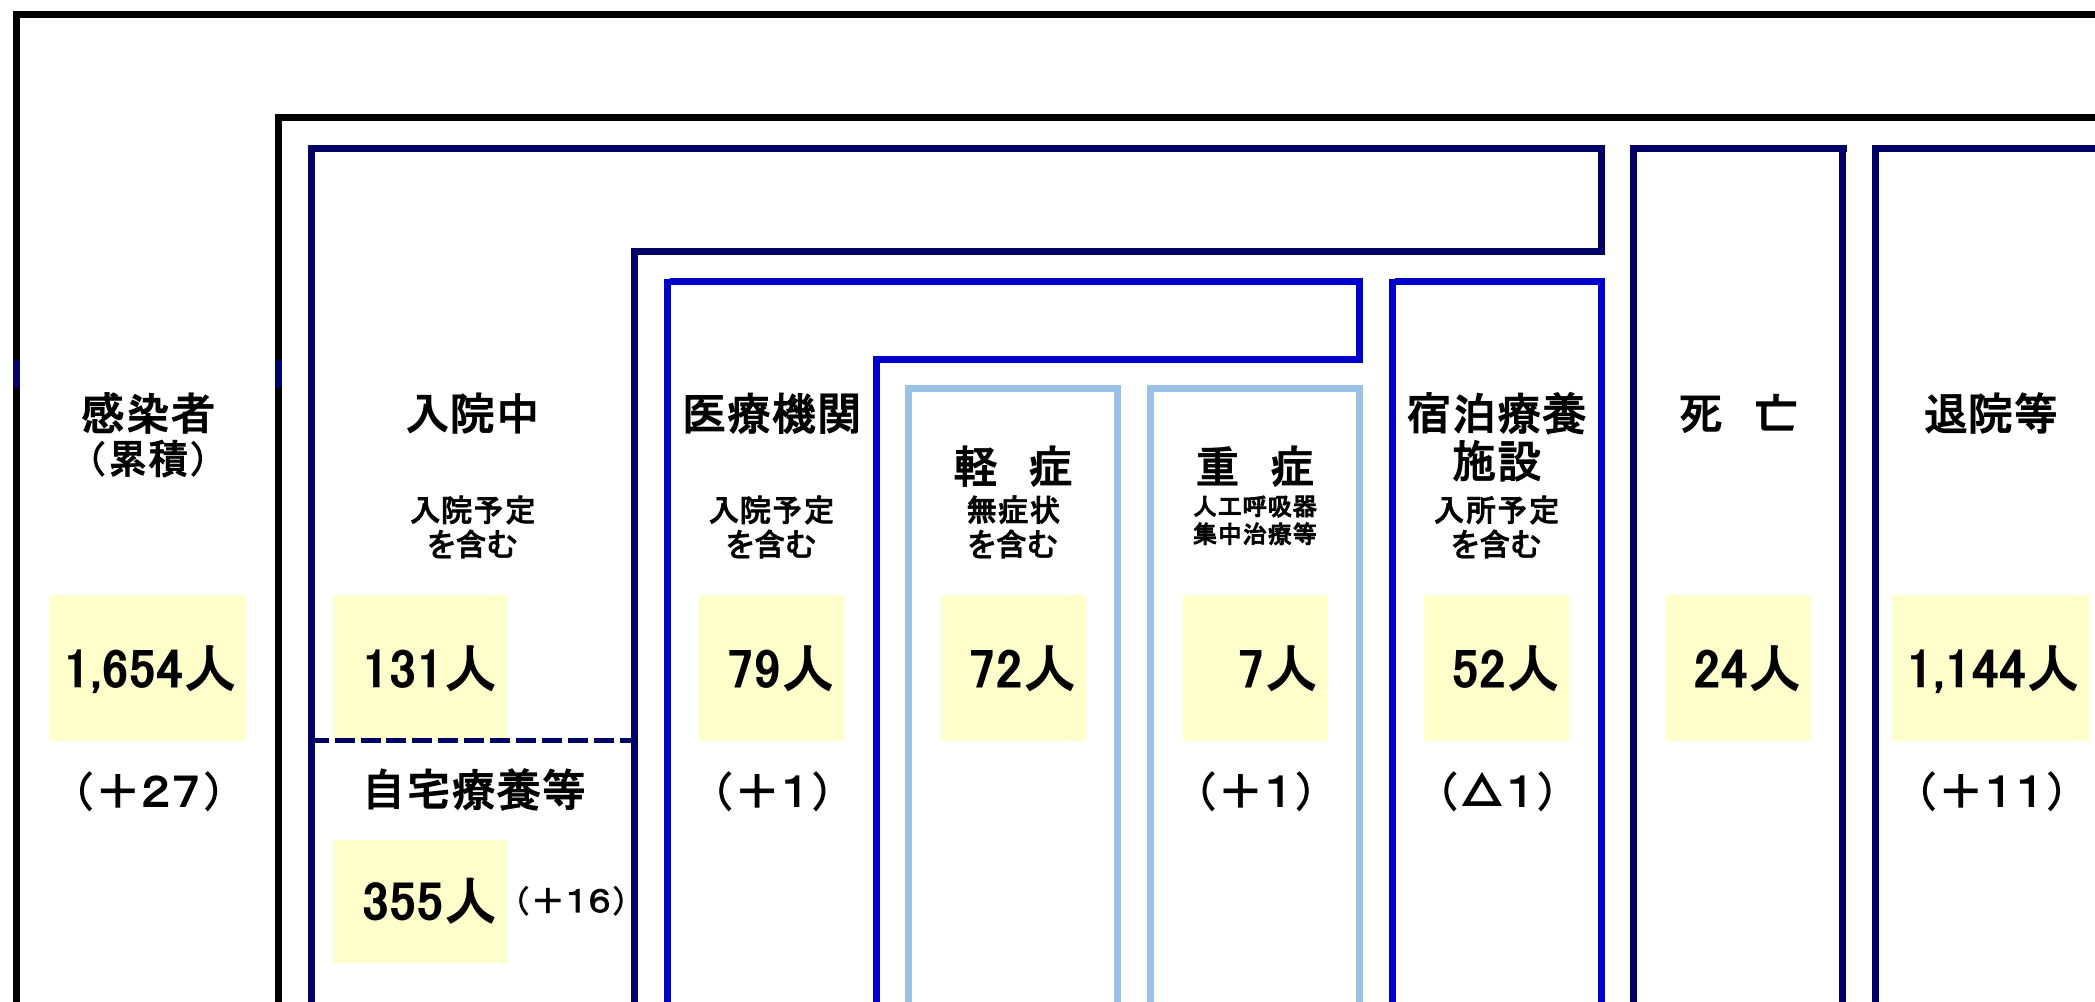 感染者
（累積）
1,654人
（＋27）
入院中
入院予定
を含む
131人
自宅療養等
355人（＋16）
医療機関
入院予定
を含む
79人
（＋1）
軽 症
無症状
を含む
72人
重 症
人工呼吸器
集中治療等
7人
（＋1）
宿泊療養
施設
入所予定
を含む
52人
（△1）
死 亡
24人
退院等
1,144人
（＋11）